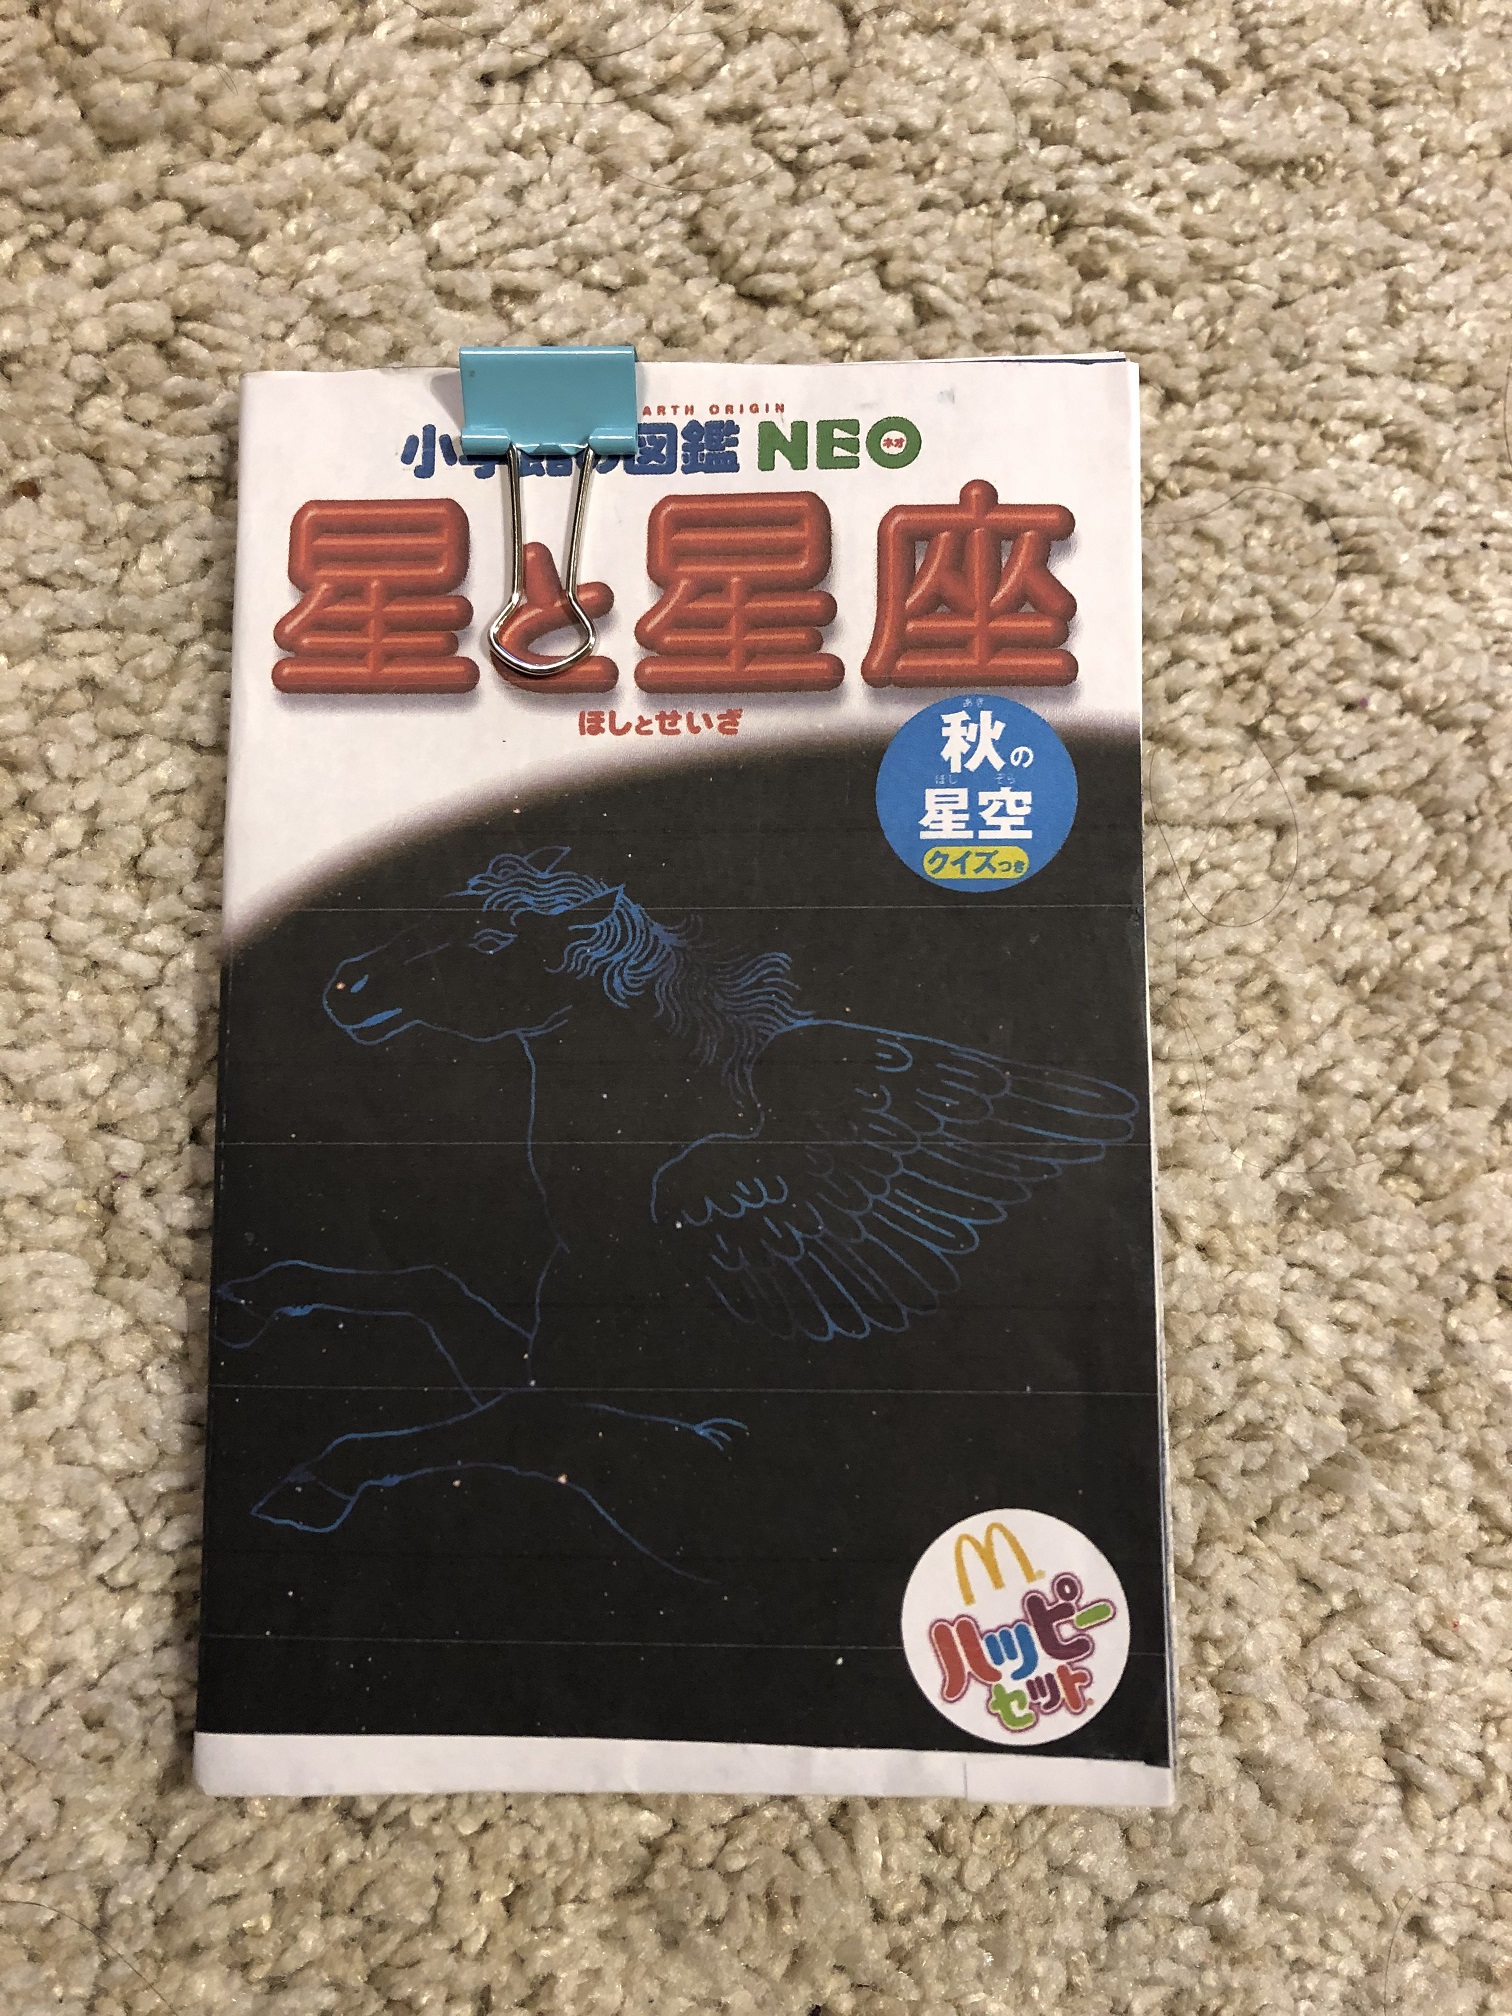 ARTH ORIGIN
小学館の図鑑 NEO
ネオ
星と星座
ほしとせいざ
あき
秋の
ほし ぞら
星空
クイズつき
M
ハッピー
セット